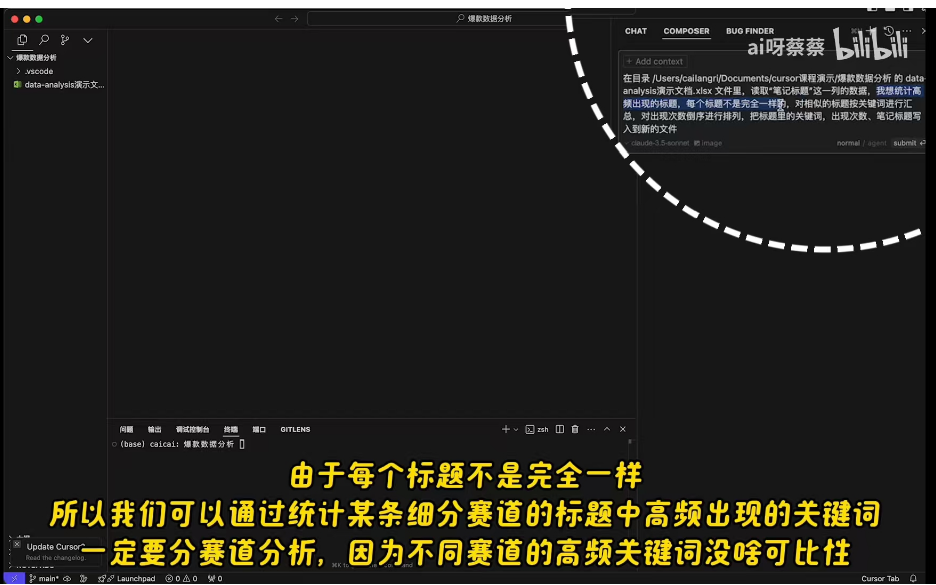 爆款数据分析
CHAT COMPOSER BUG FINDER
ai呀蔡蔡 bilibili
爆款数据分析
.vscode
data-analysis演示文...
+ Add context
在目录 /Users/cailangri/Documents/cursor课程演示/爆款数据分析 的 data-
analysis演示文档.xlsx 文件里，读取"笔记标题"这一列的数据，我想统计高
频出现的标题，每个标题不是完全一样的，对相似的标题按关键词进行汇
总，对出现次数倒序进行排列，把标题里的关键词，出现次数、笔记标题写
入到新的文件
claude-3.5-sonnet image normal / agent submit
问题 输出 调试控制台 终端 端口 GITLENS
zsh
(base) caicai: 爆款数据分析
由于每个标题不是完全一样
所以我们可以通过统计某条细分赛道的标题中高频出现的关键词
一定要分赛道分析，因为不同赛道的高频关键词没啥可比性
Update Cursor?
Read the changelog.
main* Launchpad 0 0 0
Cursor Tab